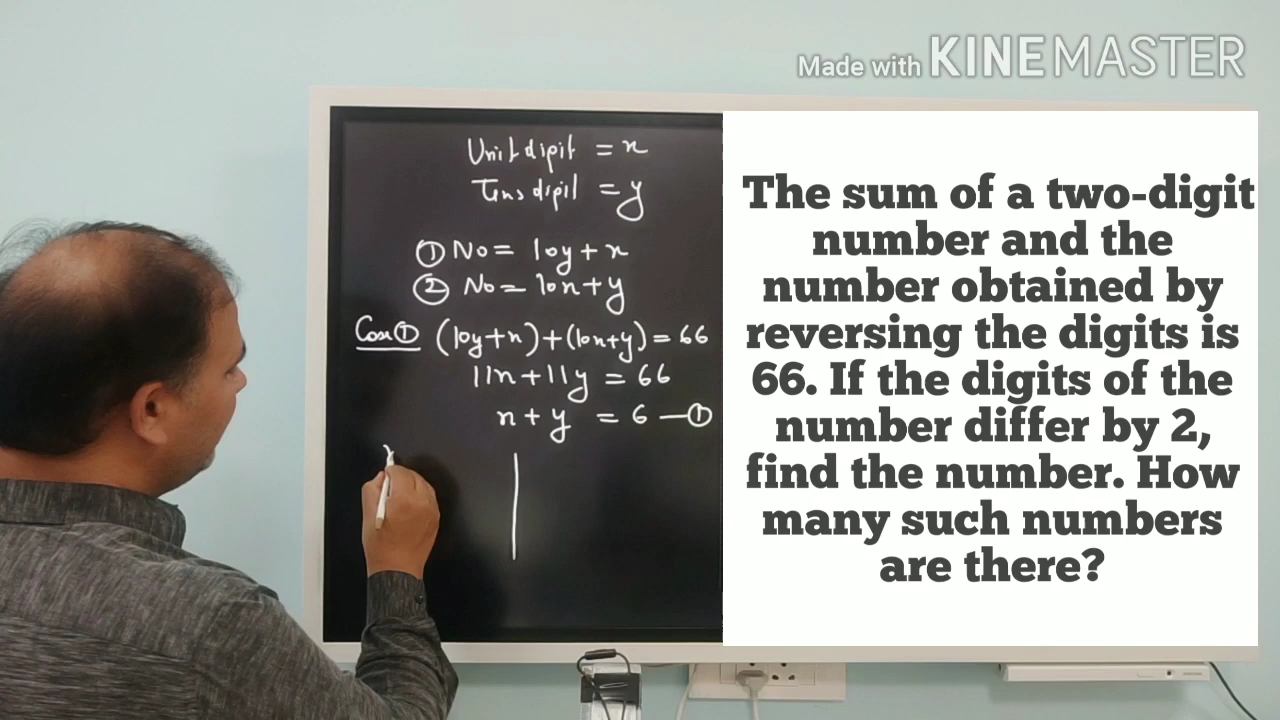 Made with KINEMASTER
Unit digit = x
Tens digit = y
① No = 10y + x
② No = 10x + y
Con ① (10y + x) + (10x + y) = 66
11x + 11y = 66
x + y = 6 — ①
The sum of a two-digit
number and the
number obtained by
reversing the digits is
66. If the digits of the
number differ by 2,
find the number. How
many such numbers
are there?